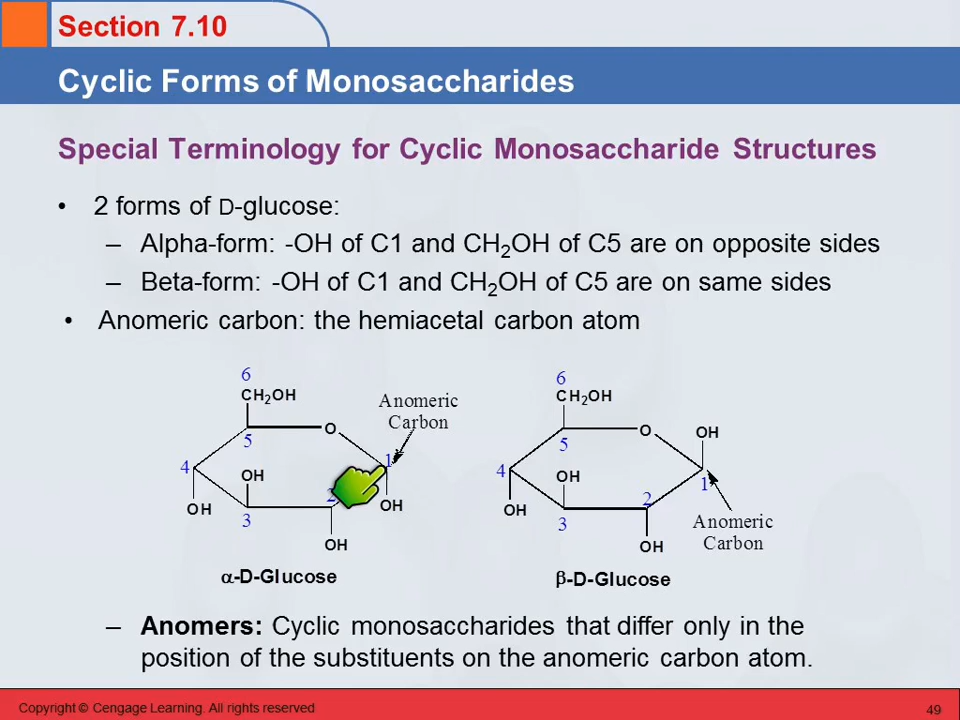 Section 7.10
Cyclic Forms of Monosaccharides
Special Terminology for Cyclic Monosaccharide Structures
• 2 forms of D-glucose:
– Alpha-form: -OH of C1 and CH₂OH of C5 are on opposite sides
– Beta-form: -OH of C1 and CH₂OH of C5 are on same sides
• Anomeric carbon: the hemiacetal carbon atom
6
CH₂OH
5
O
4
OH
OH
3
2
1
OH
OH
Anomeric
Carbon
α-D-Glucose
6
CH₂OH
5
O
4
OH
OH
3
2
OH
OH
1
Anomeric
Carbon
β-D-Glucose
– Anomers: Cyclic monosaccharides that differ only in the
position of the substituents on the anomeric carbon atom.
Copyright © Cengage Learning. All rights reserved
49